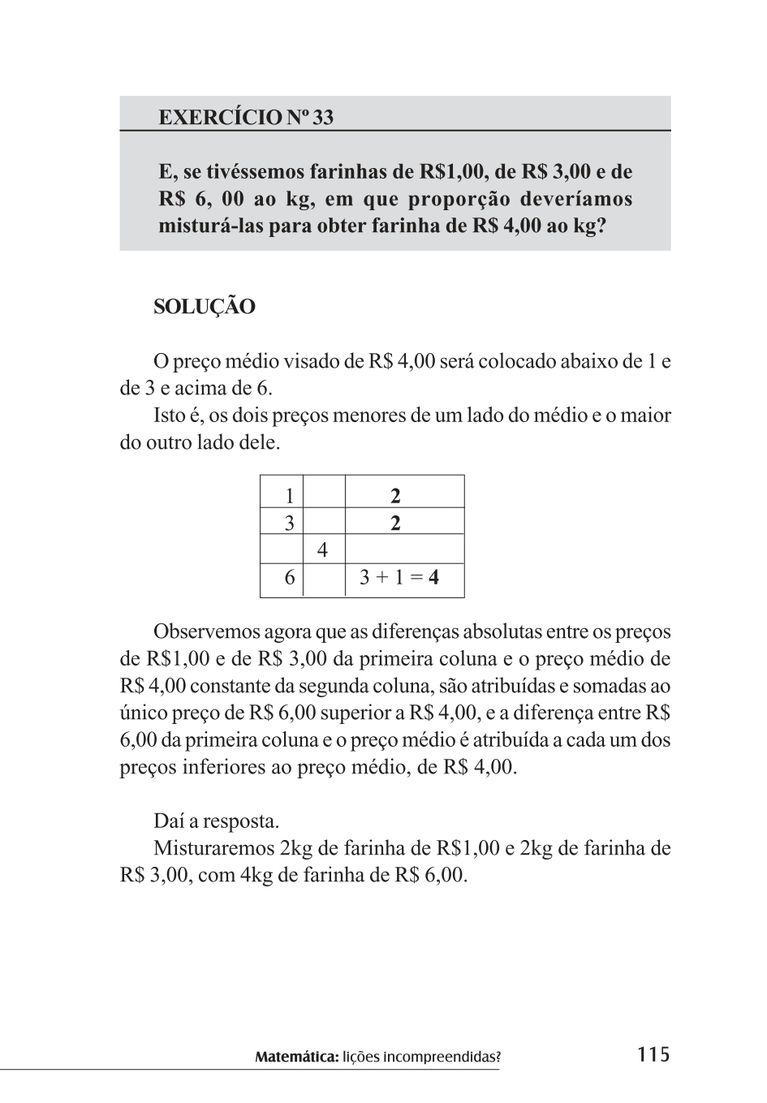 EXERCÍCIO Nº 33
E, se tivéssemos farinhas de R$1,00, de R$ 3,00 e de
R$ 6, 00 ao kg, em que proporção deveríamos
misturá-las para obter farinha de R$ 4,00 ao kg?
SOLUÇÃO
O preço médio visado de R$ 4,00 será colocado abaixo de 1 e
de 3 e acima de 6.
Isto é, os dois preços menores de um lado do médio e o maior
do outro lado dele.
1 2
3 2
4
6 3 + 1 = 4
Observemos agora que as diferenças absolutas entre os preços
de R$1,00 e de R$ 3,00 da primeira coluna e o preço médio de
R$ 4,00 constante da segunda coluna, são atribuídas e somadas ao
único preço de R$ 6,00 superior a R$ 4,00, e a diferença entre R$
6,00 da primeira coluna e o preço médio é atribuída a cada um dos
preços inferiores ao preço médio, de R$ 4,00.
Daí a resposta.
Misturaremos 2kg de farinha de R$1,00 e 2kg de farinha de
R$ 3,00, com 4kg de farinha de R$ 6,00.
Matemática: lições incompreendidas? 115